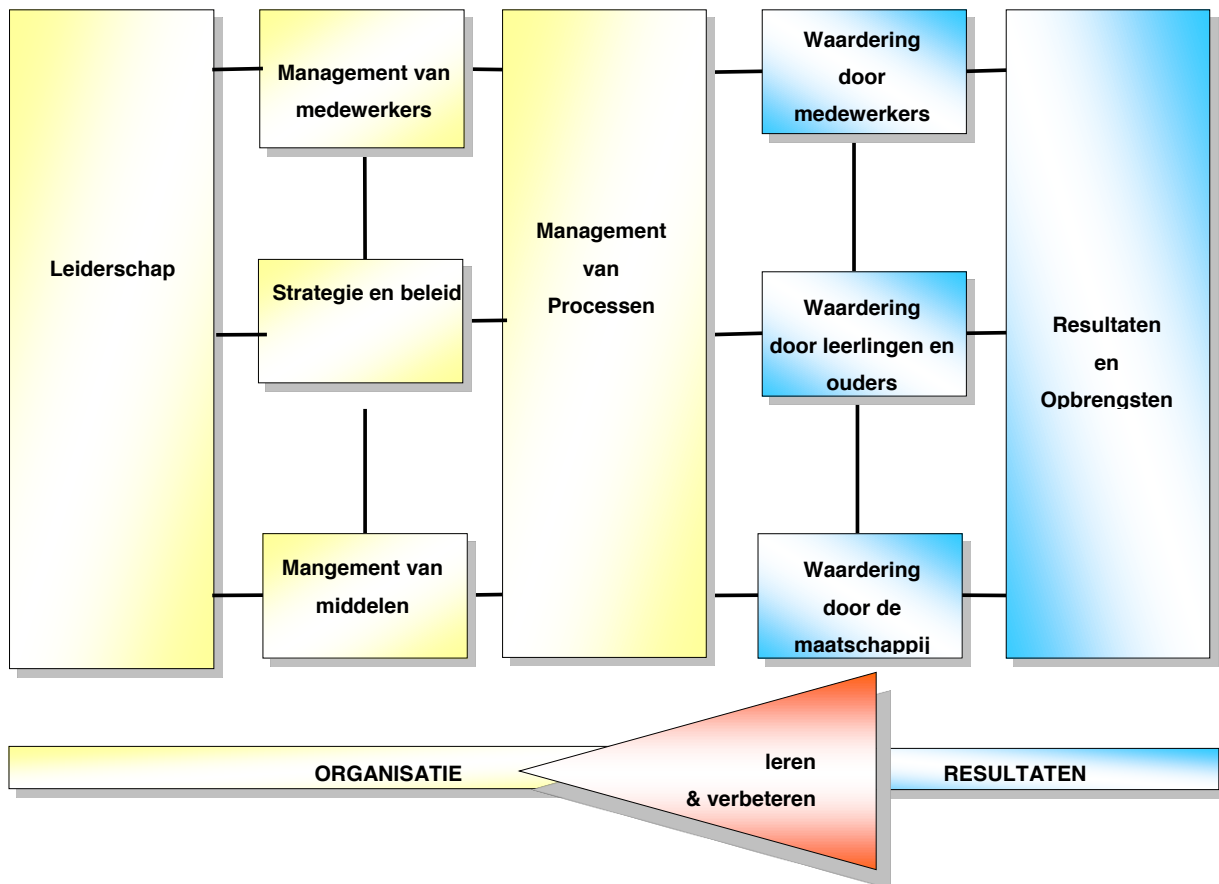 Leiderschap
Management van
medewerkers
Strategie en beleid
Mangement van
middelen
Management
van
Processen
Waardering
door
medewerkers
Waardering
door leerlingen en
ouders
Waardering
door de
maatschappij
Resultaten
en
Opbrengsten
ORGANISATIE
leren
& verbeteren
RESULTATEN